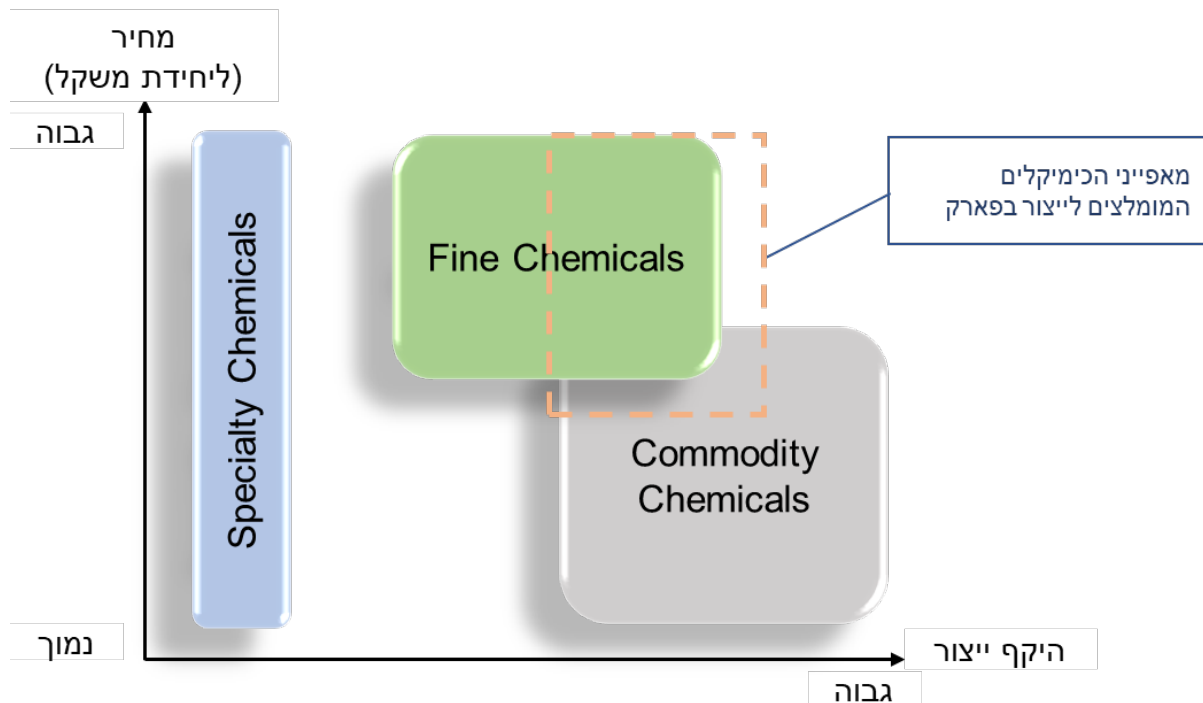 מחיר
(ליחידת משקל)
גבוה
מאפייני הכימיקלים
המומלצים לייצור בפארק
Fine Chemicals
Specialty Chemicals
Commodity
Chemicals
נמוך
היקף ייצור
גבוה